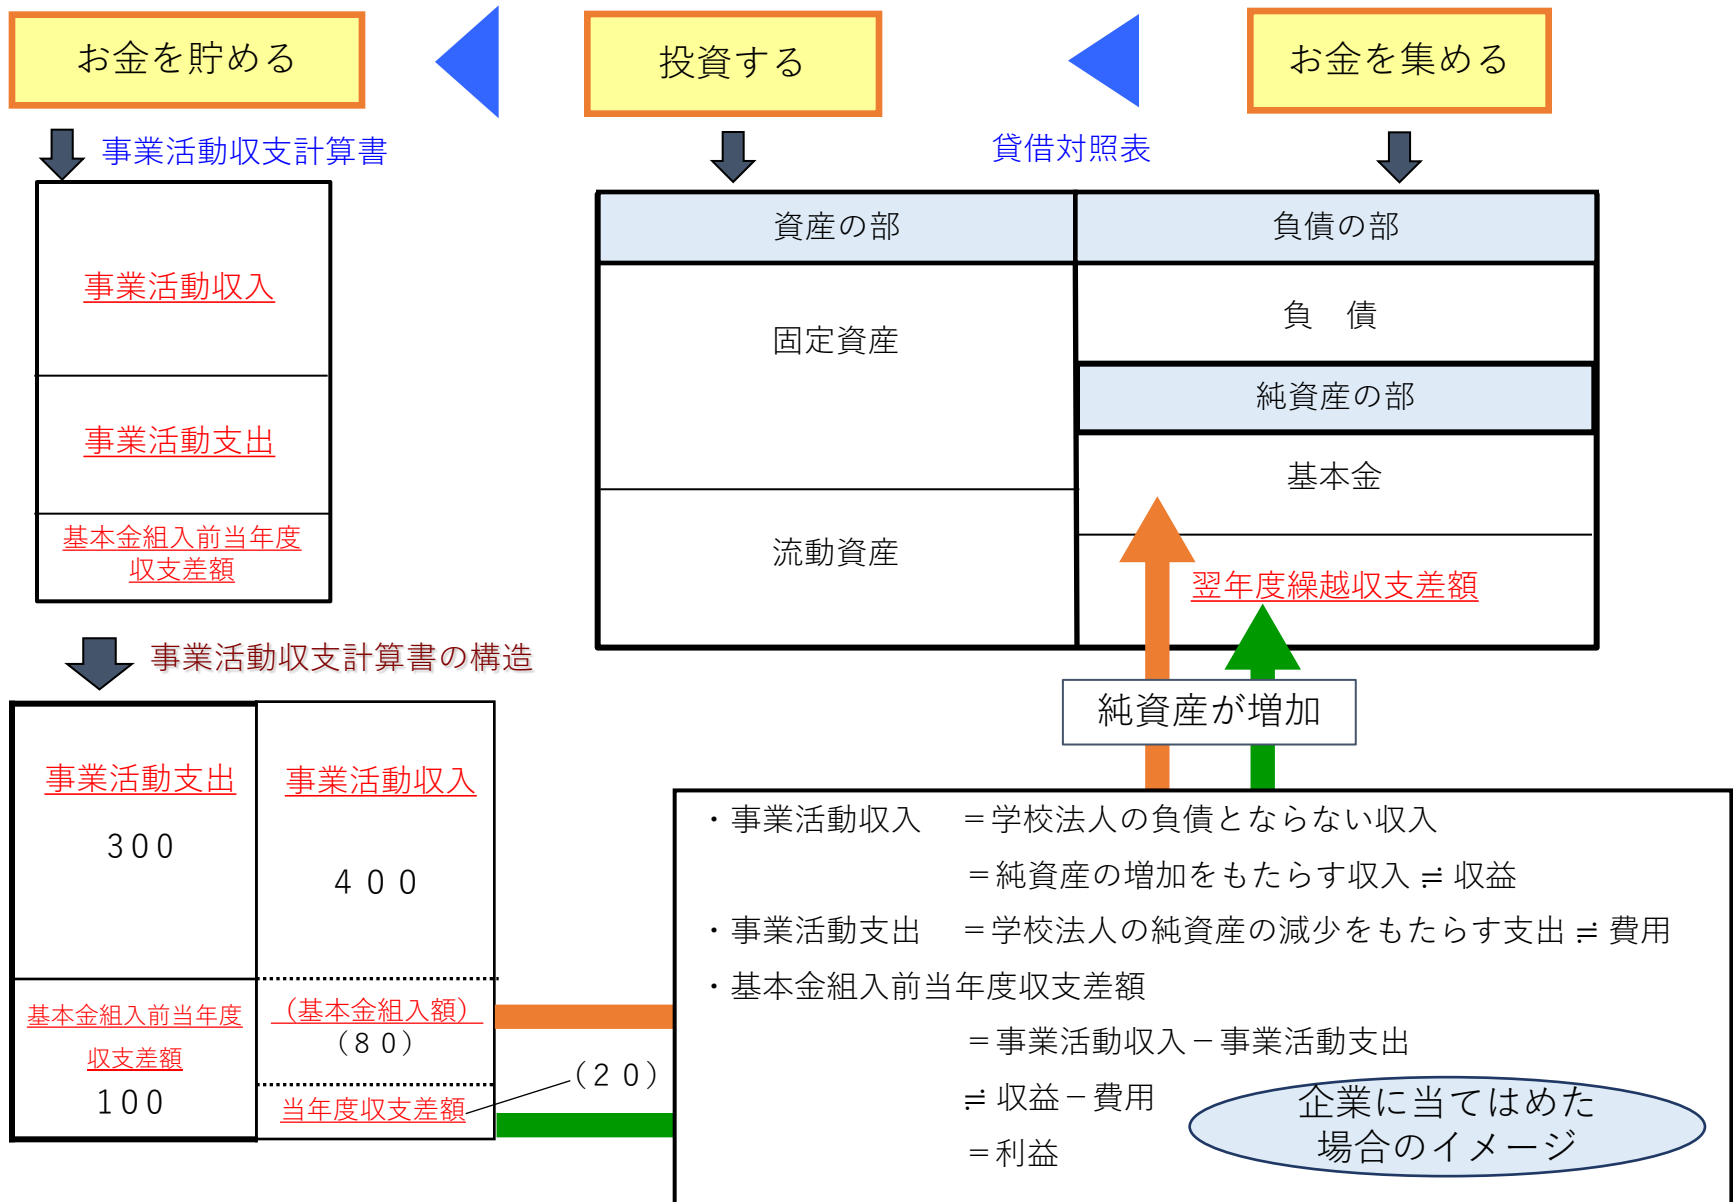 お金を貯める
投資する
お金を集める
事業活動収支計算書
貸借対照表
事業活動収入
事業活動支出
基本金組入前当年度
収支差額
資産の部
負債の部
固定資産
負　債
純資産の部
基本金
流動資産
翌年度繰越収支差額
事業活動収支計算書の構造
純資産が増加
事業活動支出
300
事業活動収入
４００
基本金組入前当年度
収支差額
100
（基本金組入額）
（８０）
当年度収支差額
（２０）
・事業活動収入　＝学校法人の負債とならない収入
＝純資産の増加をもたらす収入 ≓ 収益
・事業活動支出　＝学校法人の純資産の減少をもたらす支出 ≓ 費用
・基本金組入前当年度収支差額
＝事業活動収入－事業活動支出
≓ 収益－費用
＝利益
企業に当てはめた
場合のイメージ